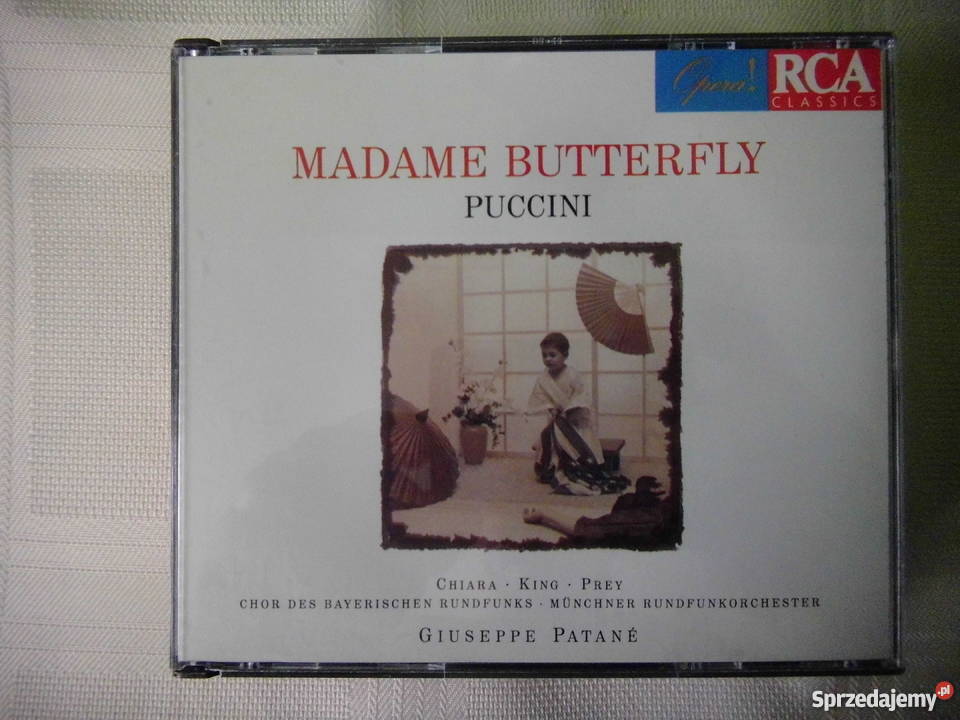 Opera!
RCA
CLASSICS
MADAME BUTTERFLY
PUCCINI
CHIARA · KING · PREY
CHOR DES BAYERISCHEN RUNDFUNKS · MÜNCHNER RUNDFUNKORCHESTER
GIUSEPPE PATANÉ
Sprzedajemy.pl